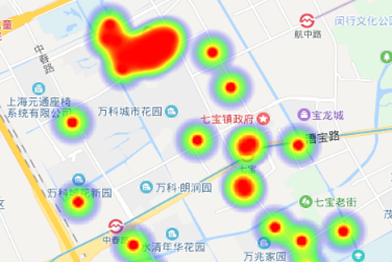 航中路
闵行文化公
中春路
上海元通座椅
系统有限公司
万科城市花园
七宝镇政府
宝龙城
漕宝路
七宝
万科·朗润园
万科城花新园
七宝老街
中春路
水清年华花园
万兆家园